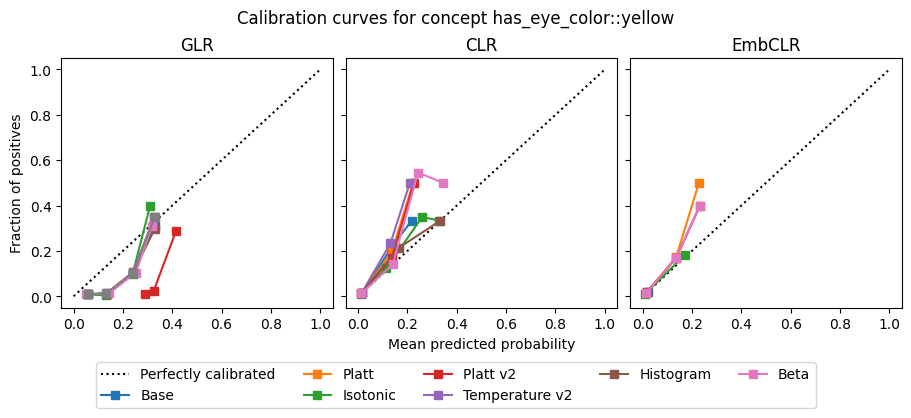 Calibration curves for concept has_eye_color::yellow
GLR
CLR
EmbCLR
1.0
0.8
0.6
0.4
0.2
0.0
Fraction of positives
0.0 0.2 0.4 0.6 0.8 1.0
0.0 0.2 0.4 0.6 0.8 1.0
0.0 0.2 0.4 0.6 0.8 1.0
Mean predicted probability
Perfectly calibrated Platt Platt v2 Histogram Beta
Base Isotonic Temperature v2